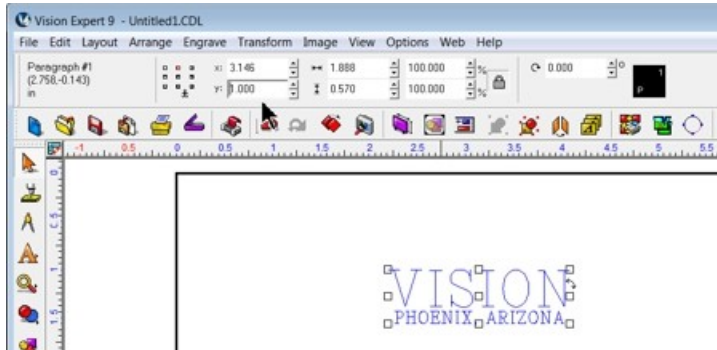 Vision Expert 9 - Untitled1.CDL
File Edit Layout Arrange Engrave Transform Image View Options Web Help
Paragraph #1
(2.758,-0.143)
in
x: 3.146
1.888
100.000
%
0.000
°
y: 1.000
0.570
100.000
%
P
1
-1 0.5 0 0.5 1 1.5 2 2.5 3 3.5 4 4.5 5 5.5
0
0.5
1
1.5
VISION
PHOENIX, ARIZONA